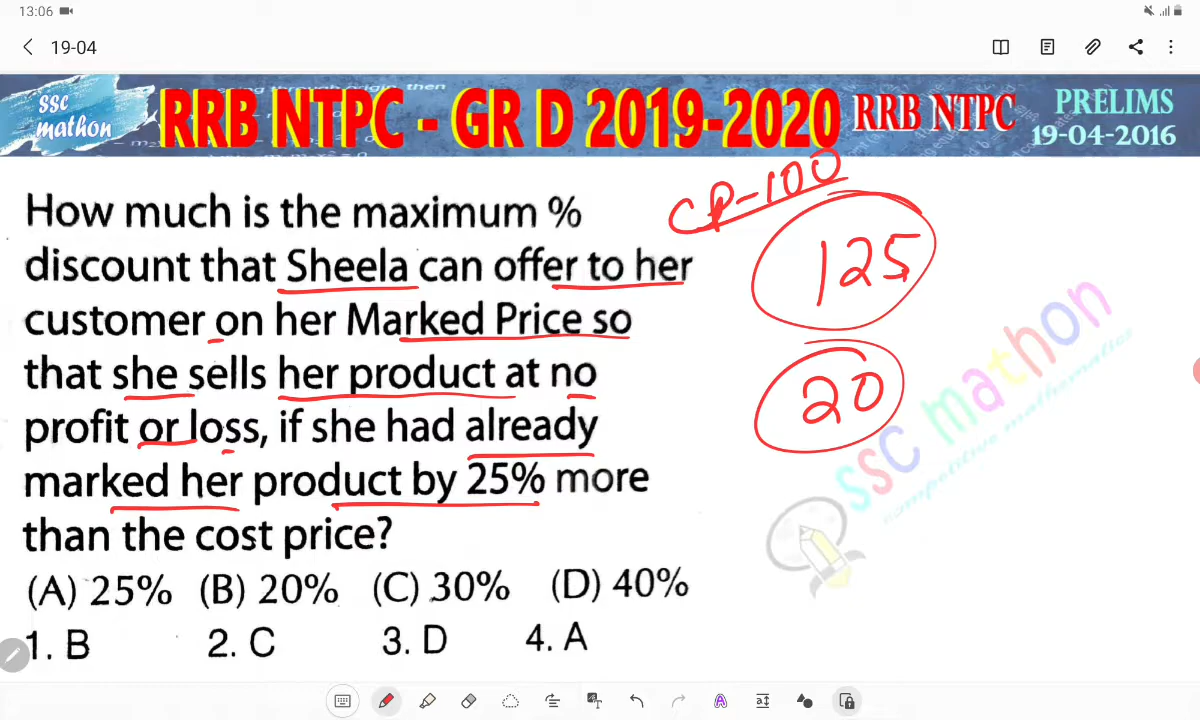 13:06
19-04
SSC
mathon
RRB NTPC - GR D 2019-2020
RRB NTPC
PRELIMS
19-04-2016
CP-100
125
20
How much is the maximum %
discount that Sheela can offer to her
customer on her Marked Price so
that she sells her product at no
profit or loss, if she had already
marked her product by 25% more
than the cost price?
(A) 25% (B) 20% (C) 30% (D) 40%
1. B 2. C 3. D 4. A
SSC mathon
competitive mathematics